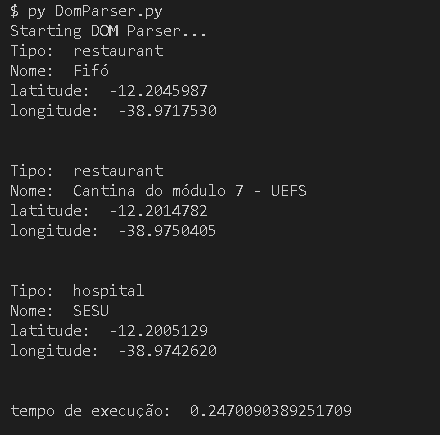 $ py DomParser.py
Starting DOM Parser...
Tipo:  restaurant
Nome:  Fifó
latitude:  -12.2045987
longitude:  -38.9717530
Tipo:  restaurant
Nome:  Cantina do módulo 7 - UEFS
latitude:  -12.2014782
longitude:  -38.9750405
Tipo:  hospital
Nome:  SESU
latitude:  -12.2005129
longitude:  -38.9742620
tempo de execução:  0.2470090389251709